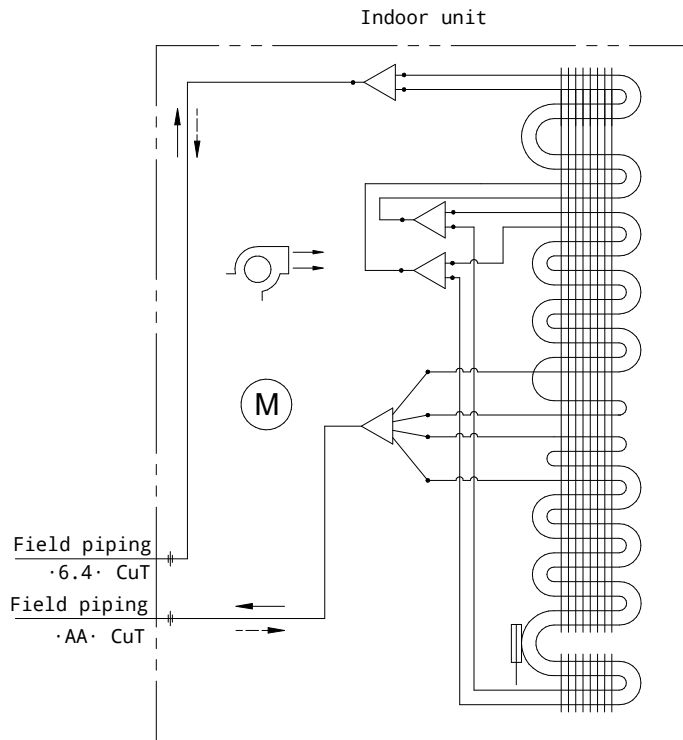 Indoor unit
M
Field piping
·6.4· CuT
Field piping
·AA· CuT